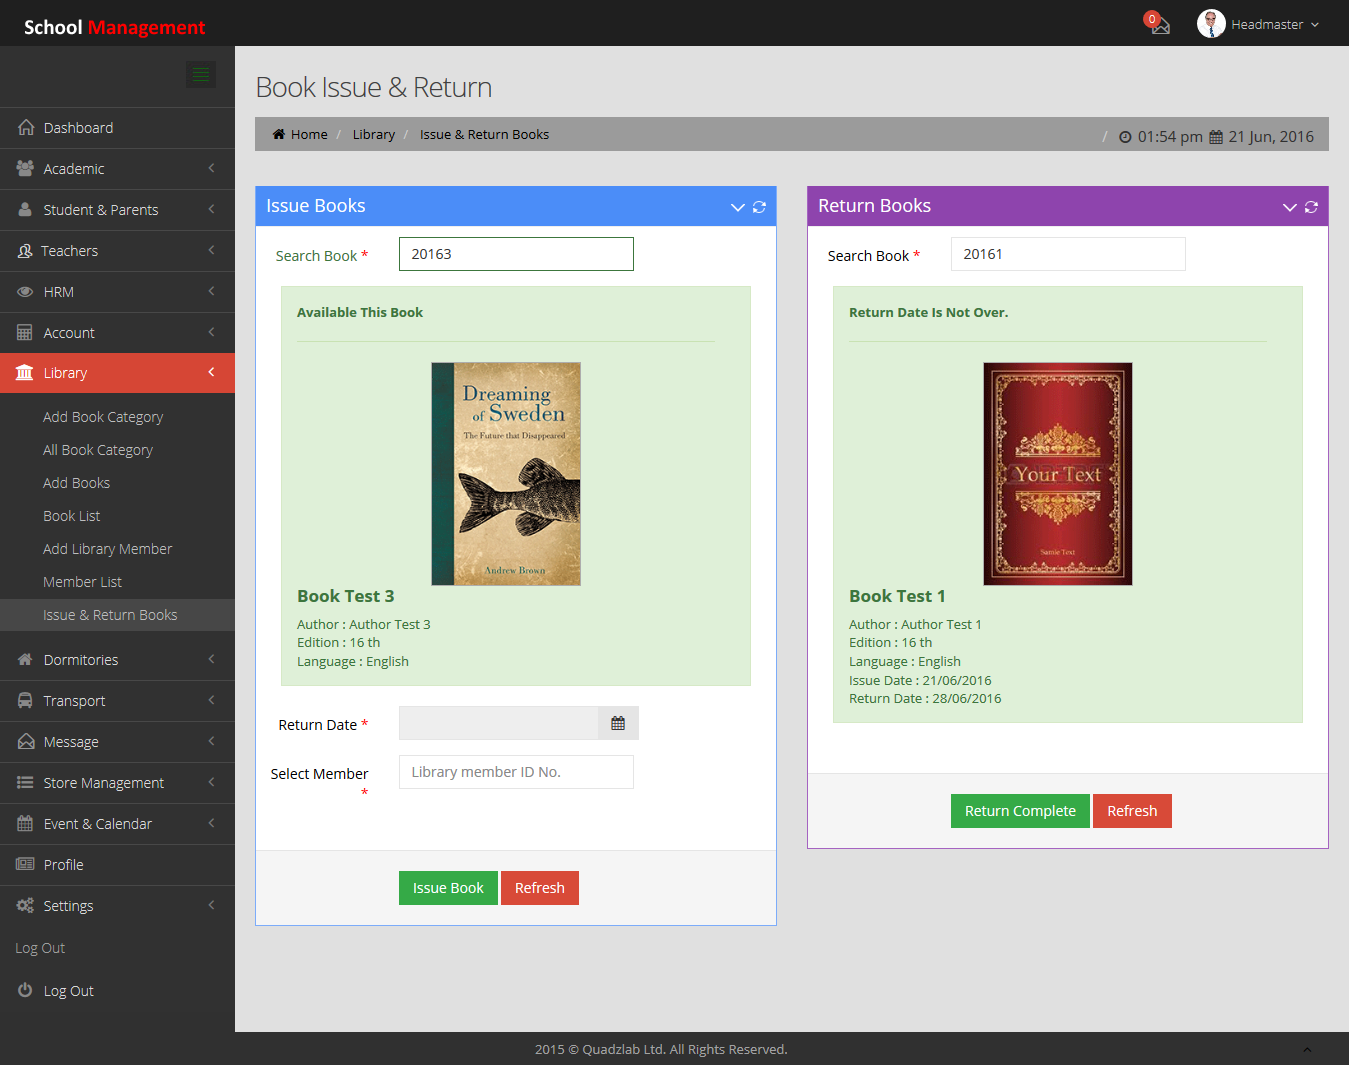 School Management
0
Headmaster
Dashboard
Academic
Student & Parents
Teachers
HRM
Account
Library
Add Book Category
All Book Category
Add Books
Book List
Add Library Member
Member List
Issue & Return Books
Dormitories
Transport
Message
Store Management
Event & Calendar
Profile
Settings
Log Out
Log Out
Book Issue & Return
Home / Library / Issue & Return Books
/ 01:54 pm 21 Jun, 2016
Issue Books
Search Book *
20163
Available This Book
Dreaming
of Sweden
The Future that Disappeared
Andrew Brown
Book Test 3
Author : Author Test 3
Edition : 16 th
Language : English
Return Date *
Select Member
*
Library member ID No.
Issue Book
Refresh
Return Books
Search Book *
20161
Return Date Is Not Over.
Your Text
Samle Text
Book Test 1
Author : Author Test 1
Edition : 16 th
Language : English
Issue Date : 21/06/2016
Return Date : 28/06/2016
Return Complete
Refresh
2015 © Quadzlab Ltd. All Rights Reserved.